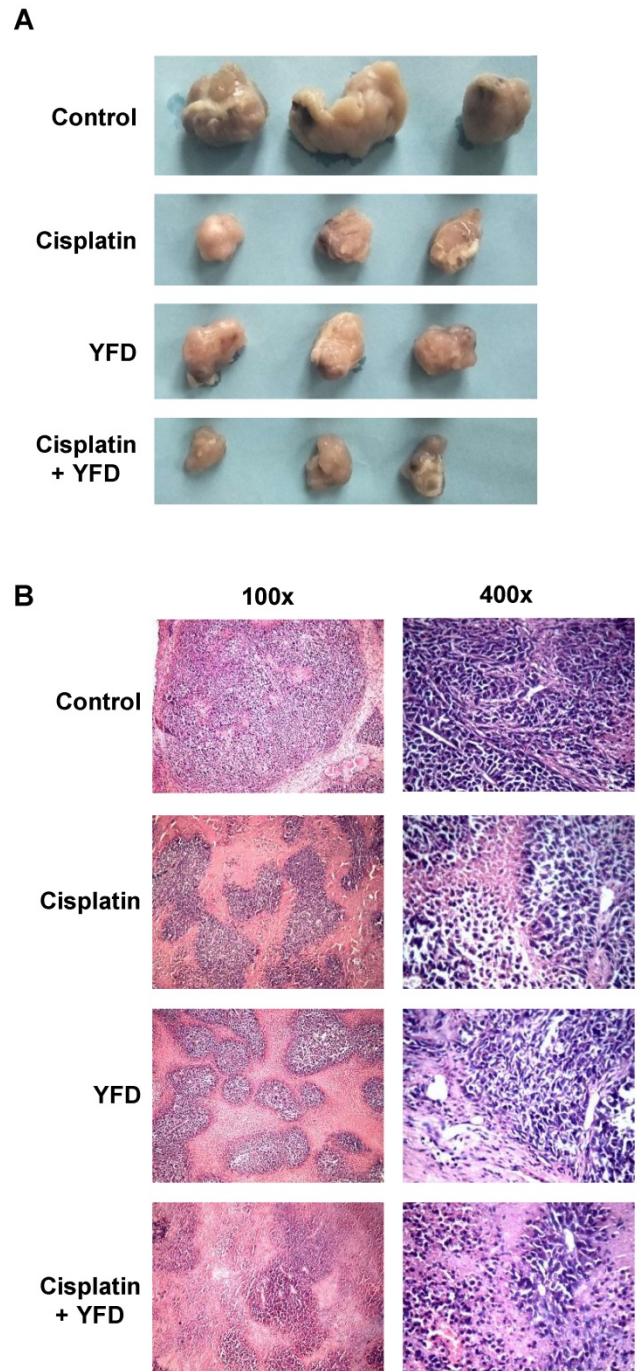 A
Control
Cisplatin
YFD
Cisplatin
+ YFD
B
100x
400x
Control
Cisplatin
YFD
Cisplatin
+ YFD